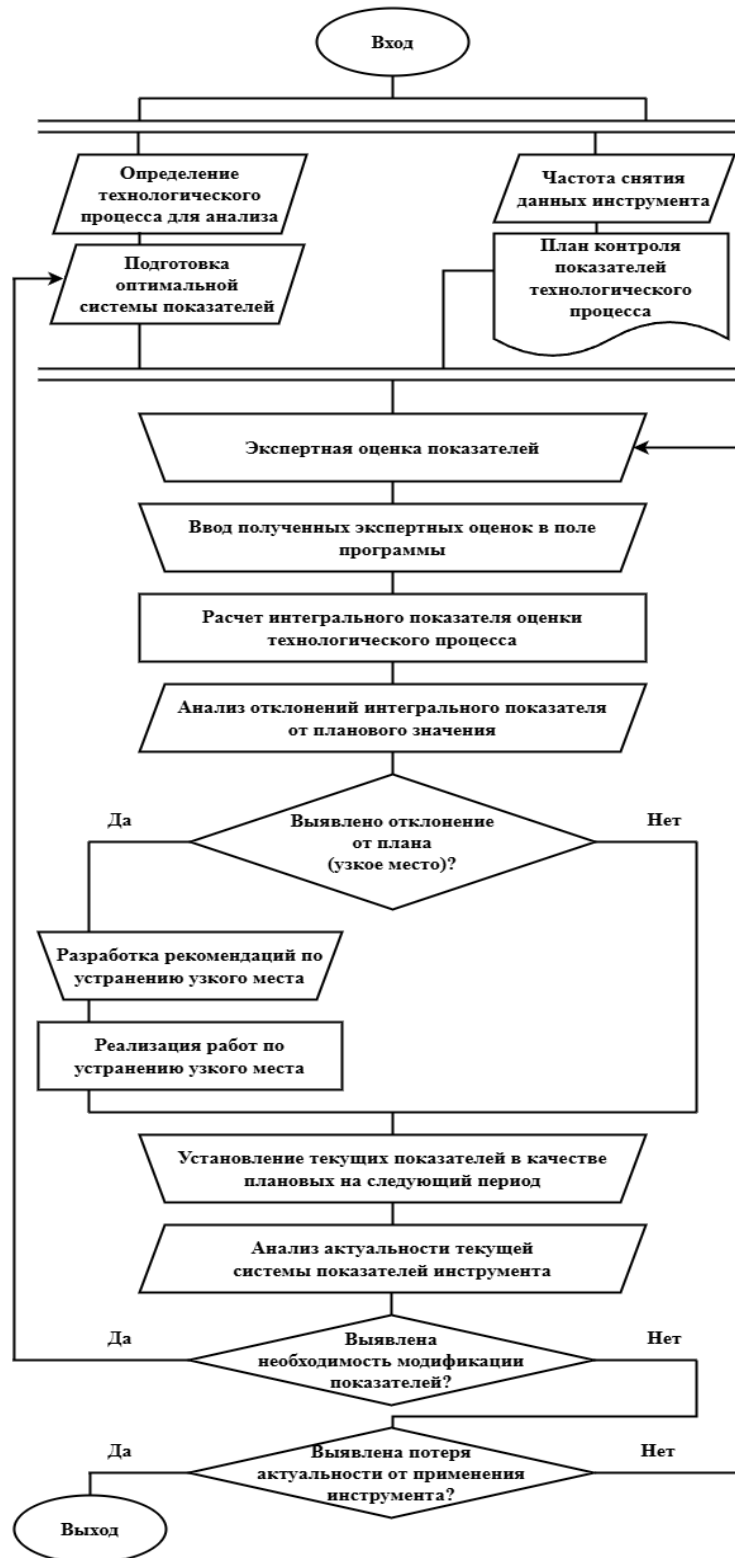 Вход
Определение
технологического
процесса для анализа
Частота снятия
данных инструмента
Подготовка
оптимальной
системы показателей
План контроля
показателей
технологического
процесса
Экспертная оценка показателей
Ввод полученных экспертных оценок в поле
программы
Расчет интегрального показателя оценки
технологического процесса
Анализ отклонений интегрального показателя
от планового значения
Да
Выявлено отклонение
от плана
(узкое место)?
Нет
Разработка рекомендаций по
устранению узкого места
Реализация работ по
устранению узкого места
Установление текущих показателей в качестве
плановых на следующий период
Анализ актуальности текущей
системы показателей инструмента
Да
Выявлена
необходимость модификации
показателей?
Нет
Да
Выявлена потеря
актуальности от применения
инструмента?
Нет
Выход